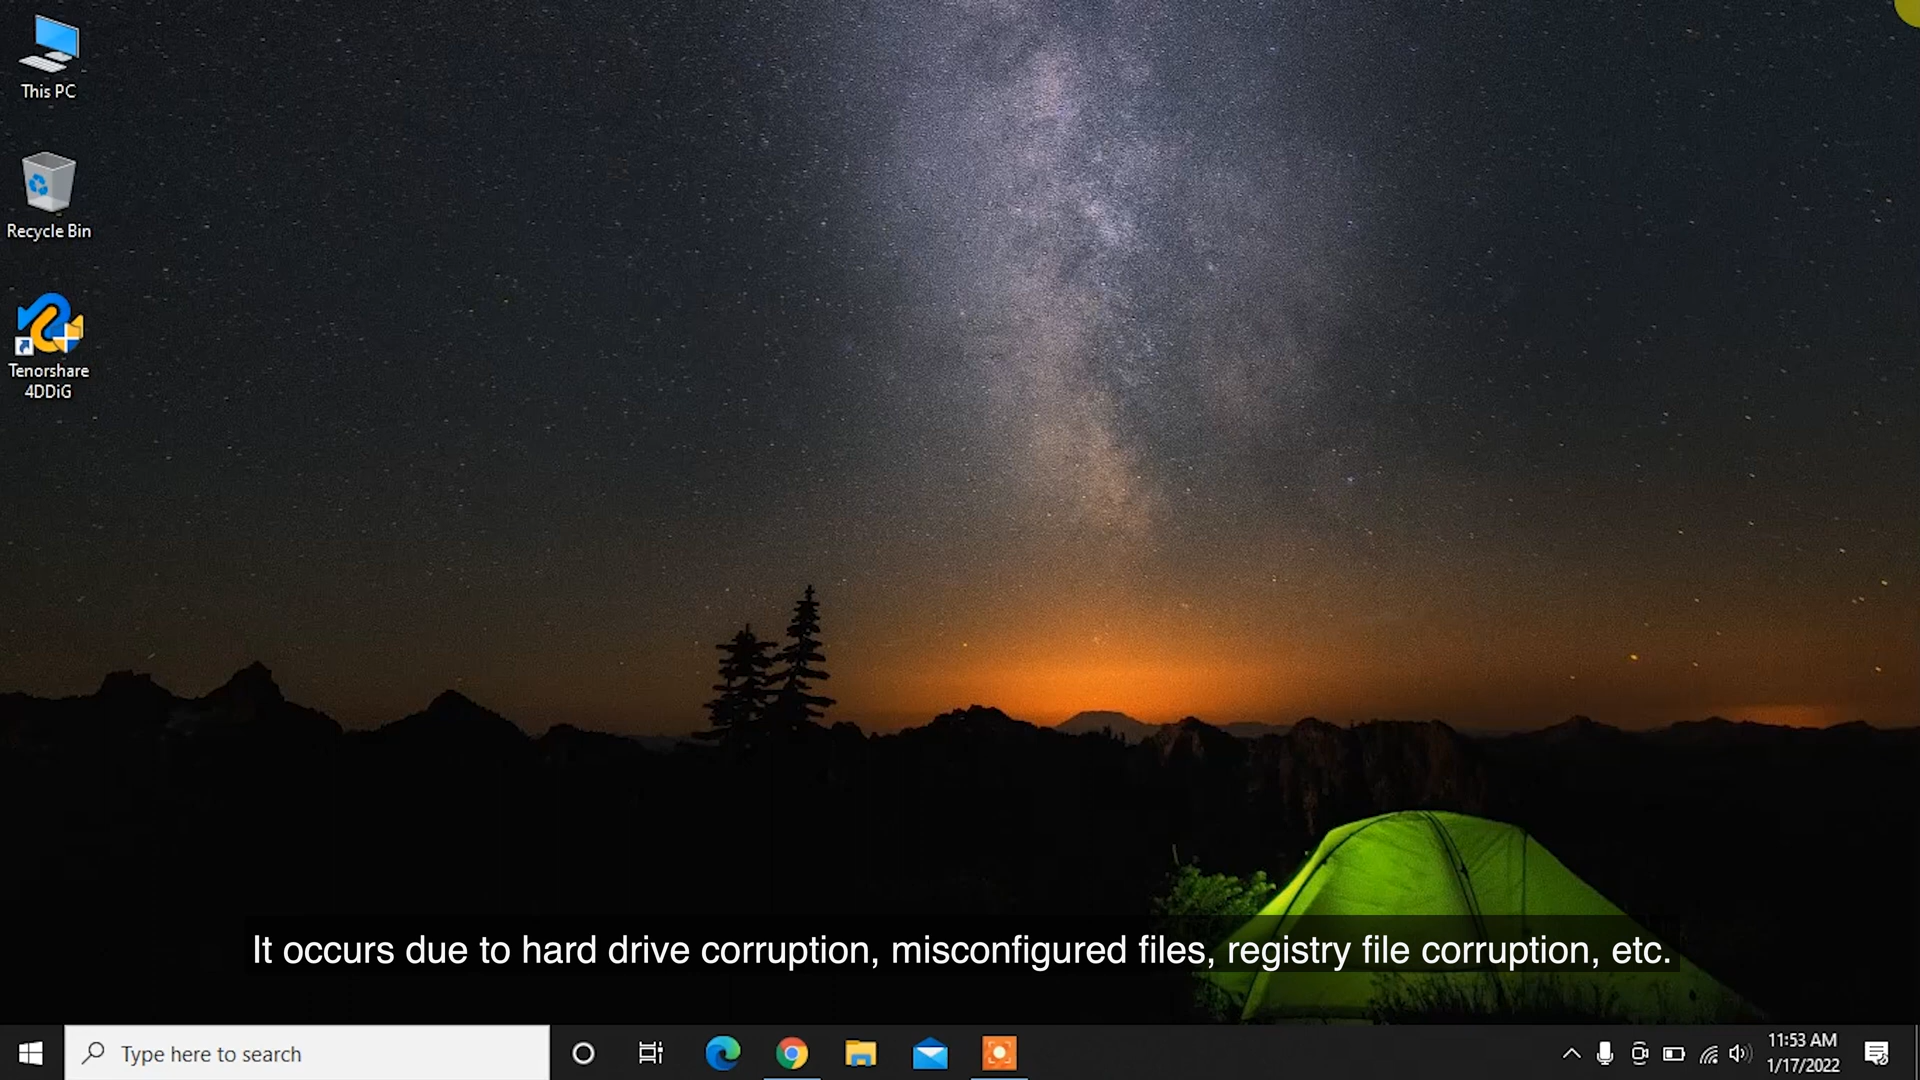 This PC
Recycle Bin
Tenorshare
4DDiG
It occurs due to hard drive corruption, misconfigured files, registry file corruption, etc.
Type here to search
11:53 AM
1/17/2022